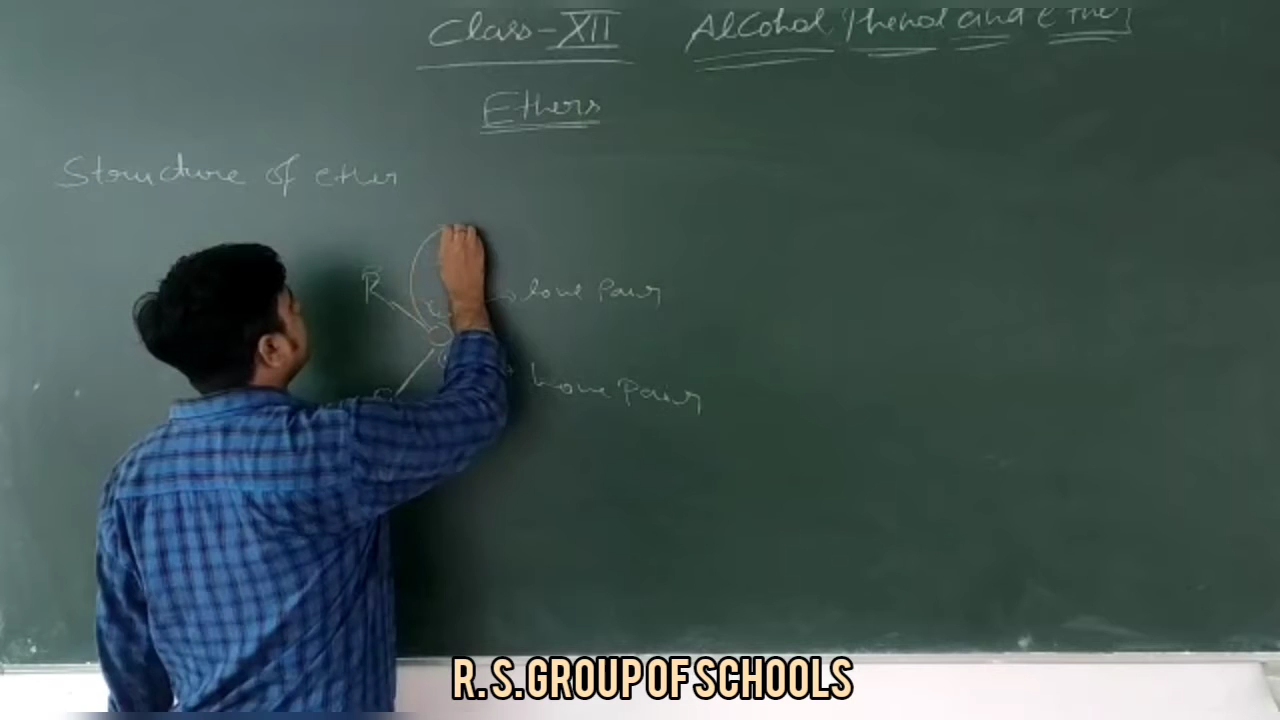 Class-XII Alcohol, Phenol and ether
Ethers
Structure of ether
R
lone Pair
lone Pair
R. S. GROUP OF SCHOOLS